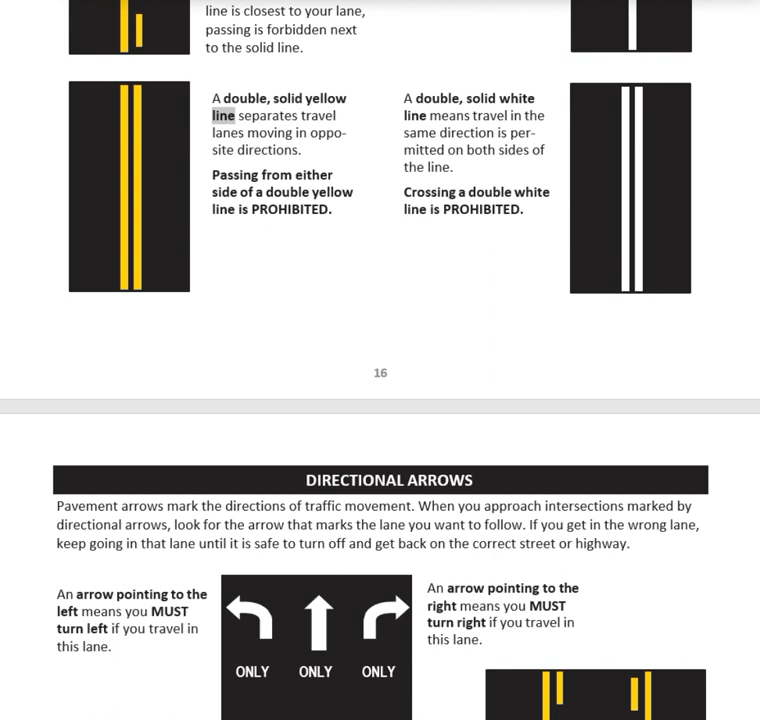 line is closest to your lane,
passing is forbidden next
to the solid line.
A double, solid yellow
line separates travel
lanes moving in oppo-
site directions.
Passing from either
side of a double yellow
line is PROHIBITED.
A double, solid white
line means travel in the
same direction is per-
mitted on both sides of
the line.
Crossing a double white
line is PROHIBITED.
16
DIRECTIONAL ARROWS
Pavement arrows mark the directions of traffic movement. When you approach intersections marked by
directional arrows, look for the arrow that marks the lane you want to follow. If you get in the wrong lane,
keep going in that lane until it is safe to turn off and get back on the correct street or highway.
An arrow pointing to the
left means you MUST
turn left if you travel in
this lane.
ONLY ONLY ONLY
An arrow pointing to the
right means you MUST
turn right if you travel in
this lane.